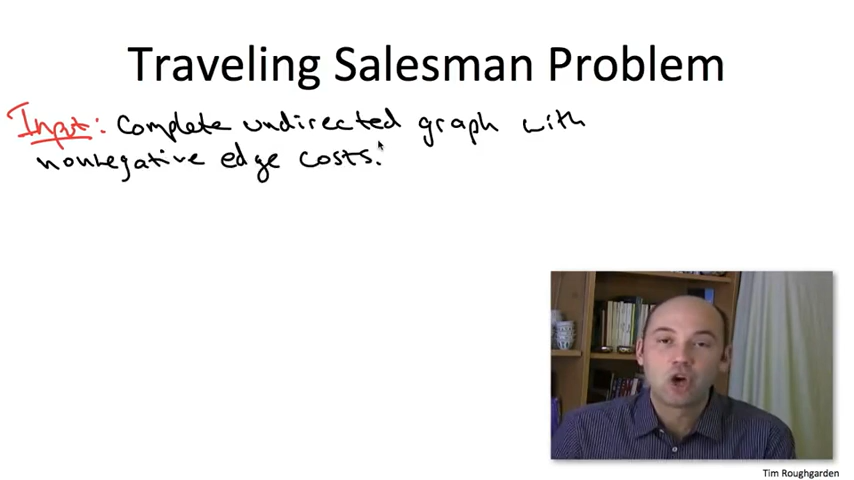 Traveling Salesman Problem
Input: Complete undirected graph with
nonnegative edge costs.
Tim Roughgarden